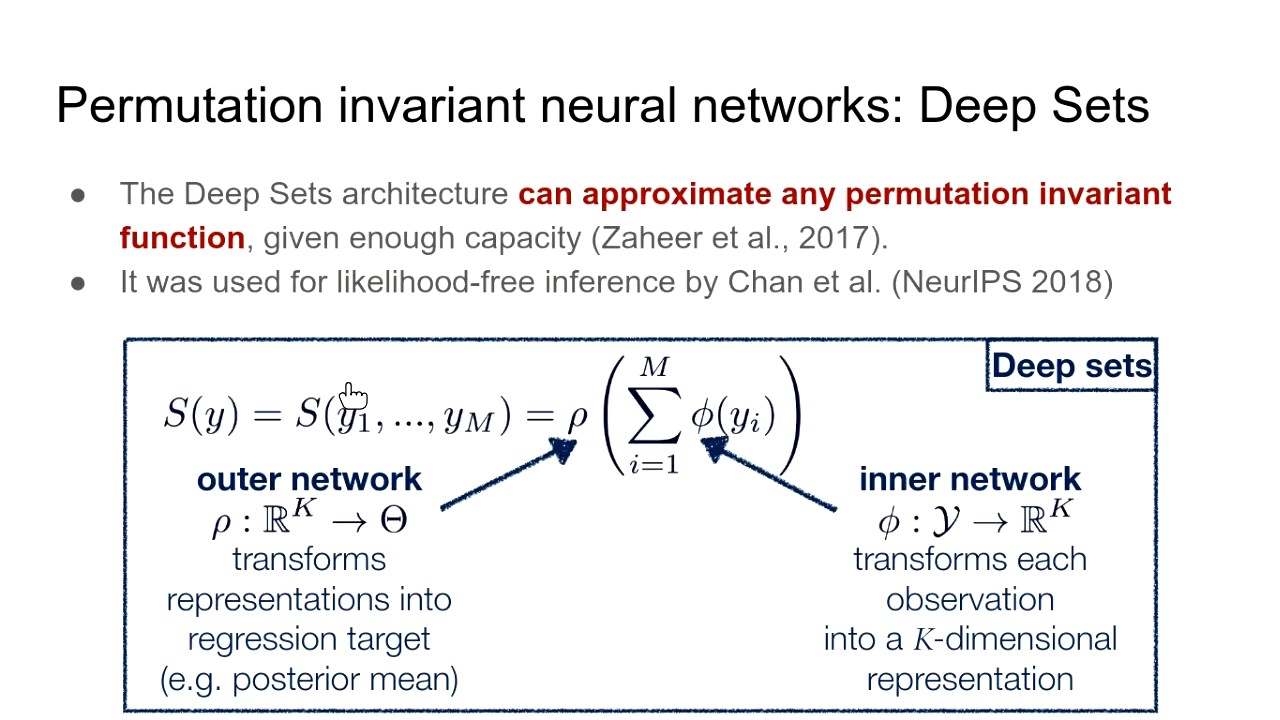 Permutation invariant neural networks: Deep Sets
● The Deep Sets architecture can approximate any permutation invariant
function, given enough capacity (Zaheer et al., 2017).
● It was used for likelihood-free inference by Chan et al. (NeurIPS 2018)
Deep sets
S(y) = S(y_1, ..., y_M) = ρ ( ∑_{i=1}^{M} ϕ(y_i) )
outer network
ρ : ℝ^K → Θ
transforms
representations into
regression target
(e.g. posterior mean)
inner network
ϕ : 𝒴 → ℝ^K
transforms each
observation
into a K-dimensional
representation